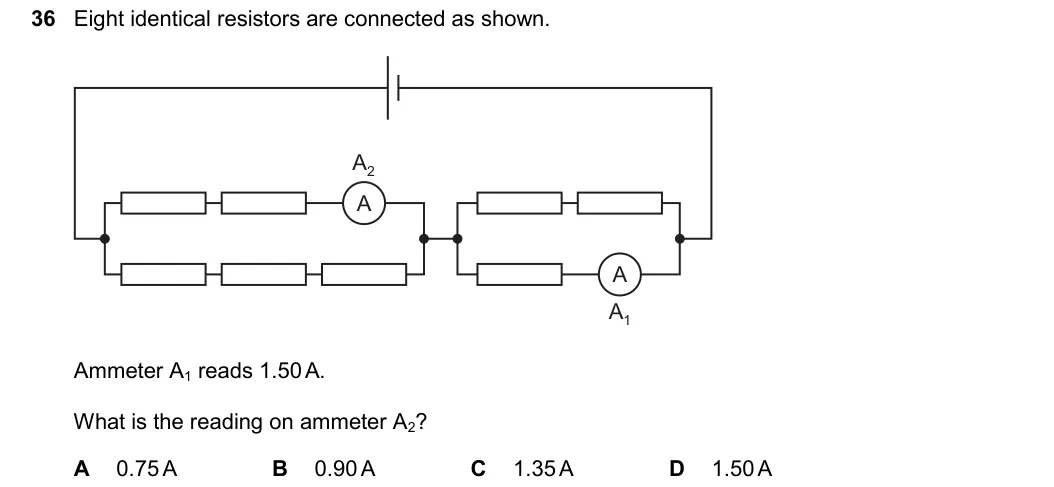 36 Eight identical resistors are connected as shown.
A₂
A
A
A₁
Ammeter A₁ reads 1.50 A.
What is the reading on ammeter A₂?
A 0.75 A B 0.90 A C 1.35 A D 1.50 A